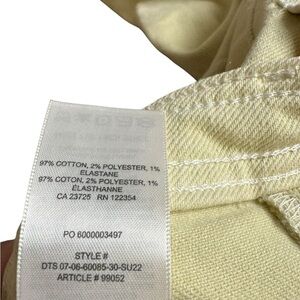 97% COTTON, 2% POLYESTER, 1%
ELASTANE
97% COTTON, 2% POLYESTER, 1%
ÉLASTHANNE
CA 23725 RN 122354
PO 6000003497
STYLE #
DTS 07-06-60085-30-SU22
ARTICLE # 99052